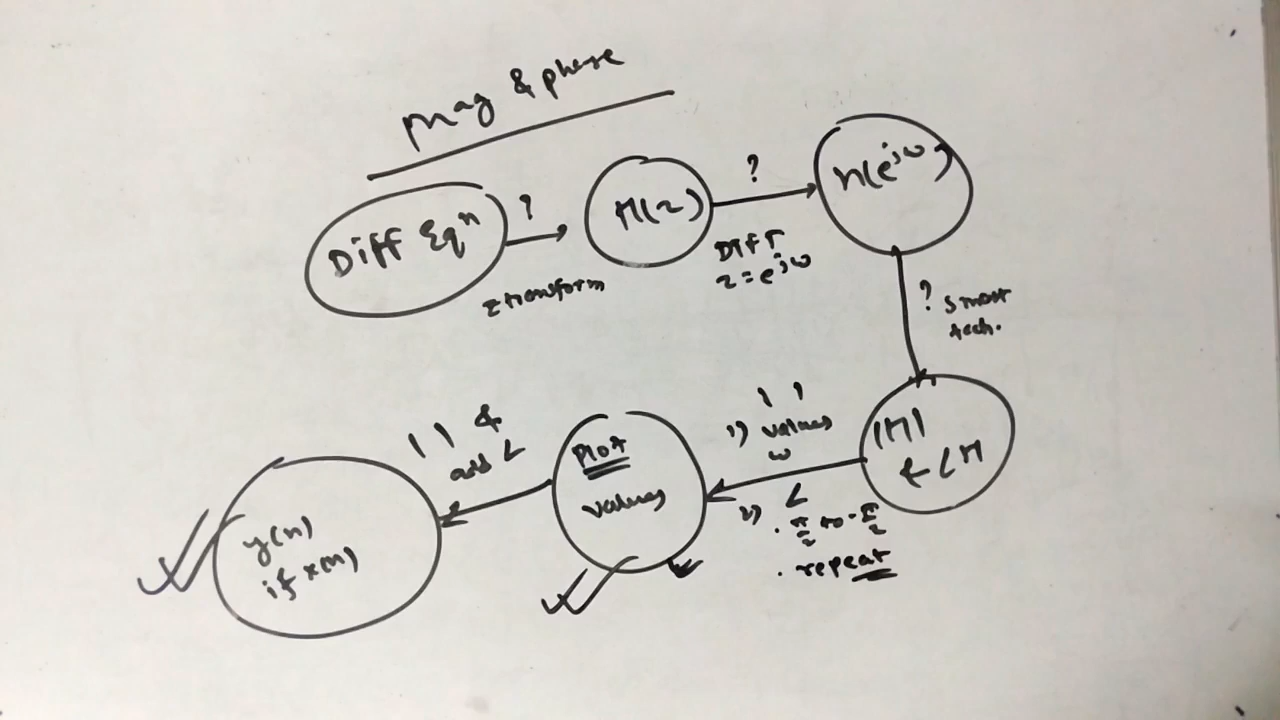 Mag & phase
Diff Eqⁿ
?
z transform
H(z)
?
DTFT
z = e^jω
H(e^jω)
?
Smart
tech.
|H|
& ∠H
1) | |
values
ω
2) ∠
. π/2 to -π/2
. repeat
Plot
values
| | &
add ∠
y(n)
if x(n)